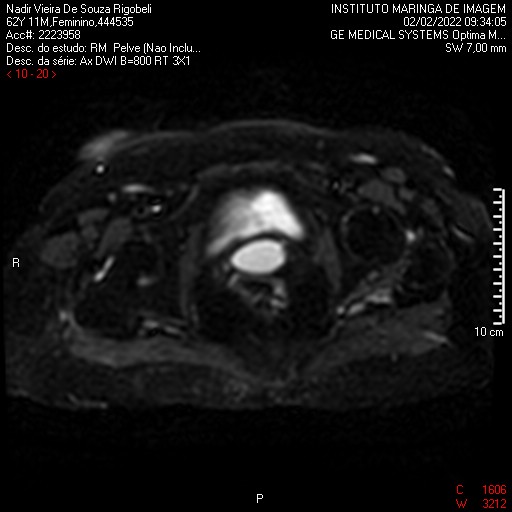 Nadir Vieira De Souza Rigobeli
62Y 11M,Feminino,444535
Acc#: 2223958
Desc. do estudo: RM Pelve (Nao Inclu...
Desc. da série: Ax DWI B=800 RT 3X1
< 10 - 20 >
INSTITUTO MARINGA DE IMAGEM
02/02/2022 09:34:05
GE MEDICAL SYSTEMS Optima M...
SW 7,00 mm
R
10 cm
P
C 1606
W 3212